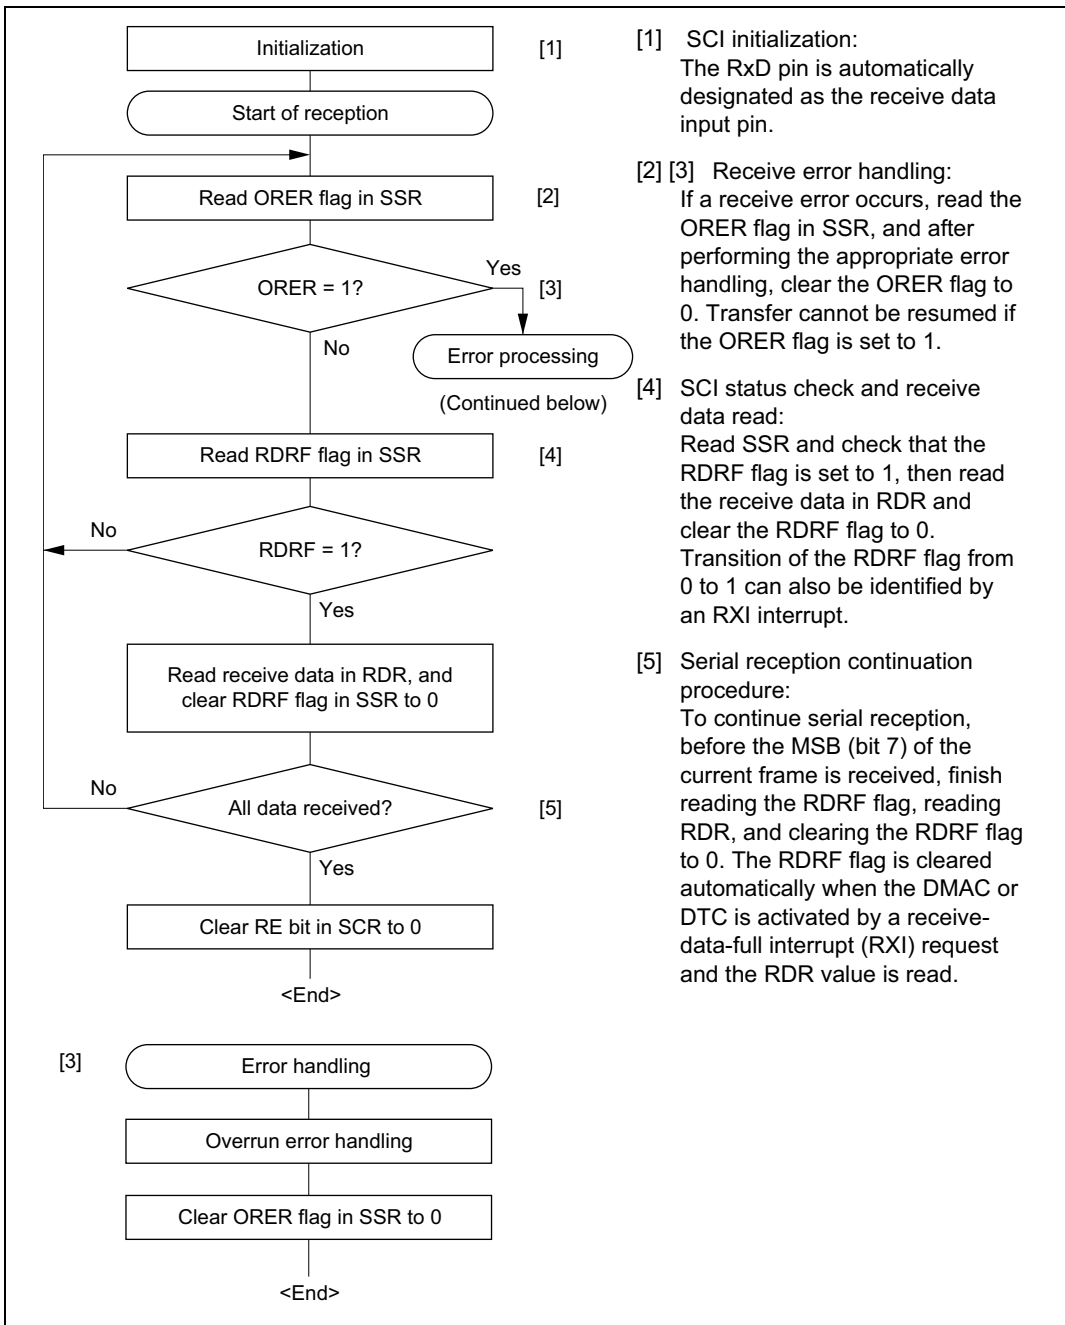 Initialization
[1]
Start of reception
Read ORER flag in SSR
[2]
ORER = 1?
Yes
[3]
No
Error processing
(Continued below)
Read RDRF flag in SSR
[4]
No
RDRF = 1?
Yes
Read receive data in RDR, and
clear RDRF flag in SSR to 0
No
All data received?
[5]
Yes
Clear RE bit in SCR to 0
<End>
[3]
Error handling
Overrun error handling
Clear ORER flag in SSR to 0
<End>
[1] SCI initialization:
The RxD pin is automatically
designated as the receive data
input pin.
[2] [3] Receive error handling:
If a receive error occurs, read the
ORER flag in SSR, and after
performing the appropriate error
handling, clear the ORER flag to
0. Transfer cannot be resumed if
the ORER flag is set to 1.
[4] SCI status check and receive
data read:
Read SSR and check that the
RDRF flag is set to 1, then read
the receive data in RDR and
clear the RDRF flag to 0.
Transition of the RDRF flag from
0 to 1 can also be identified by
an RXI interrupt.
[5] Serial reception continuation
procedure:
To continue serial reception,
before the MSB (bit 7) of the
current frame is received, finish
reading the RDRF flag, reading
RDR, and clearing the RDRF flag
to 0. The RDRF flag is cleared
automatically when the DMAC or
DTC is activated by a receive-
data-full interrupt (RXI) request
and the RDR value is read.